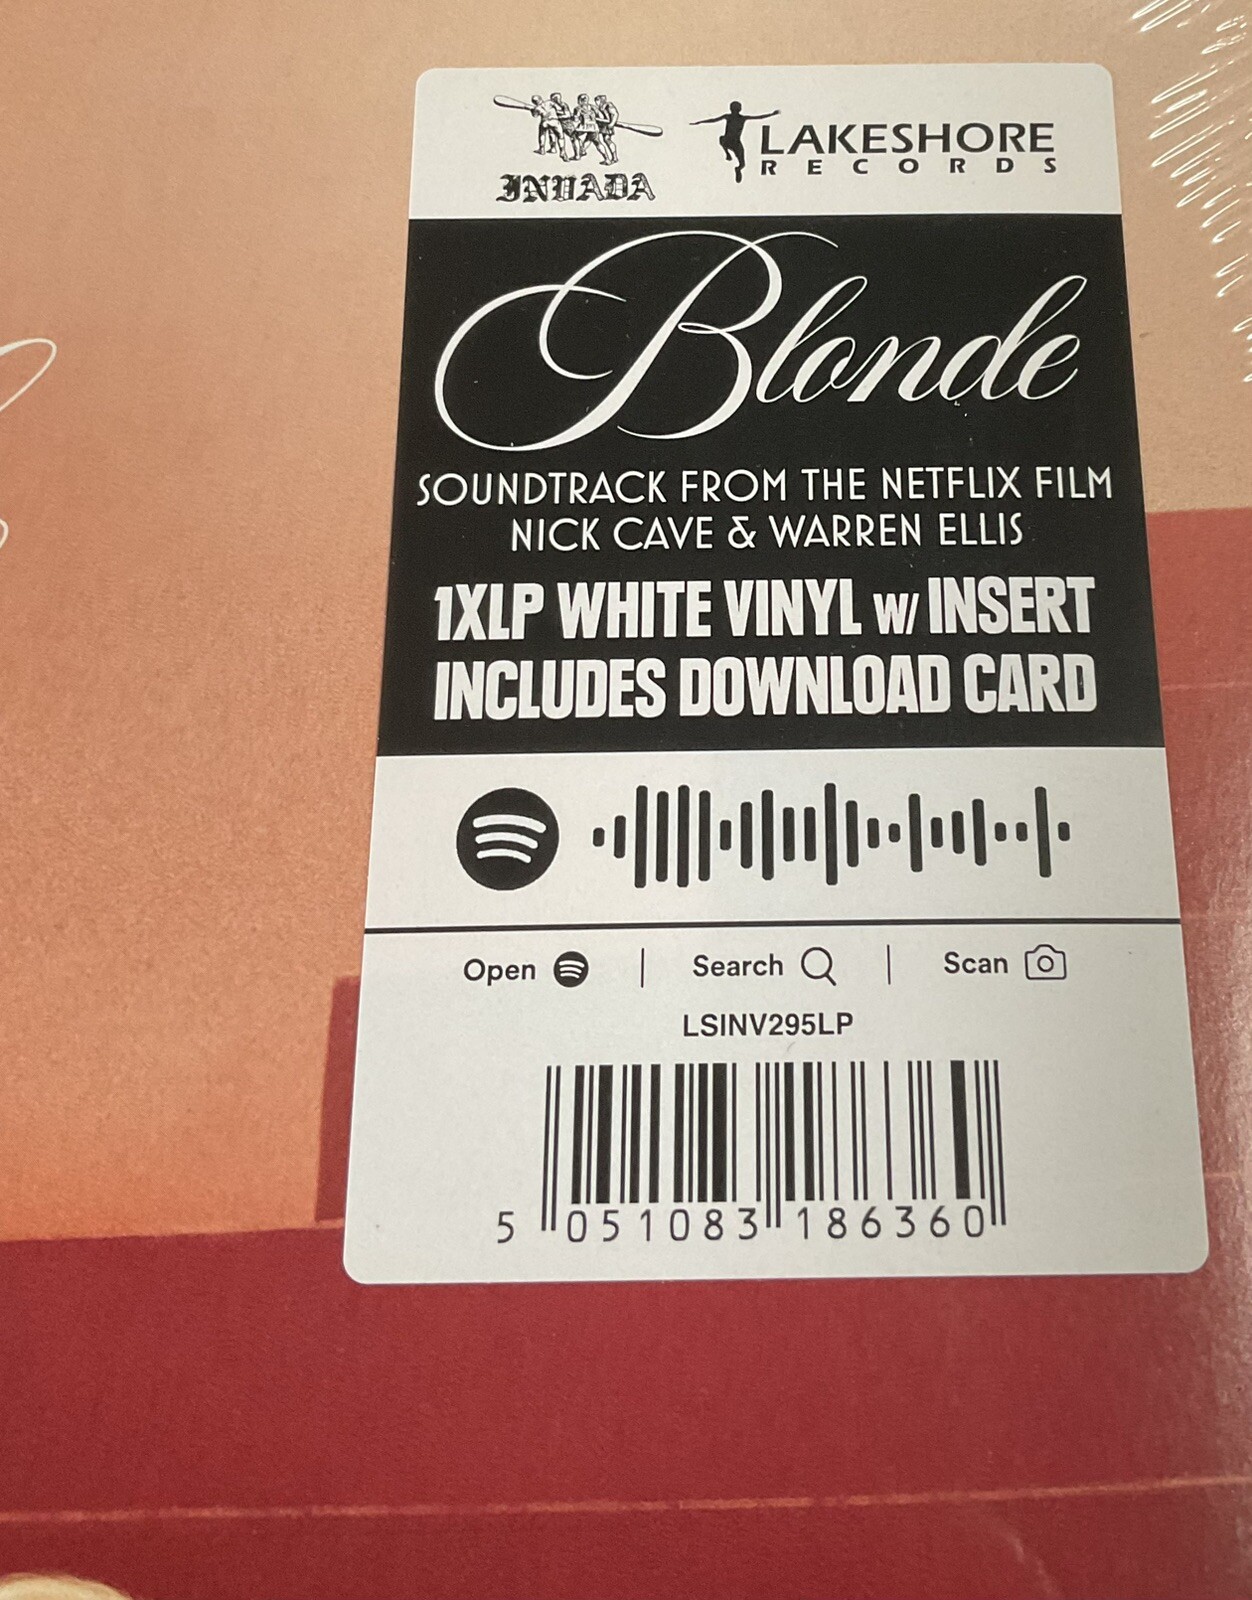 INVADA
LAKESHORE
RECORDS
Blonde
SOUNDTRACK FROM THE NETFLIX FILM
NICK CAVE & WARREN ELLIS
1XLP WHITE VINYL W/ INSERT
INCLUDES DOWNLOAD CARD
Open | Search | Scan
LSINV295LP
5 051083 186360